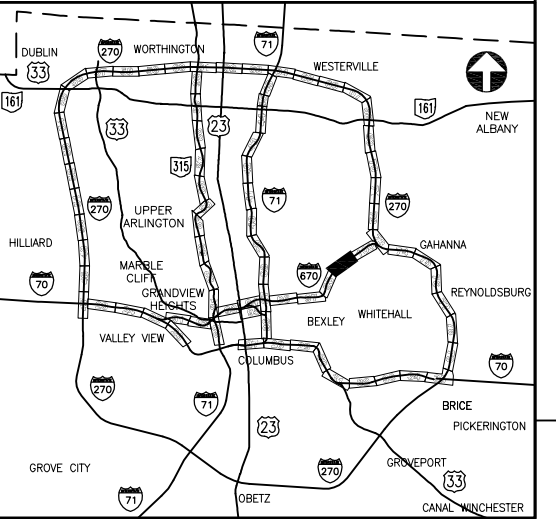 DUBLIN
270
WORTHINGTON
71
33
WESTERVILLE
161
161
33
23
NEW
ALBANY
315
270
71
270
UPPER
ARLINGTON
HILLIARD
GAHANNA
MARBLE
CLIFF
670
70
GRANDVIEW
HEIGHTS
REYNOLDSBURG
BEXLEY
WHITEHALL
VALLEY VIEW
COLUMBUS
70
270
71
BRICE
23
PICKERINGTON
GROVE CITY
270
GROVEPORT
33
71
OBETZ
CANAL WINCHESTER